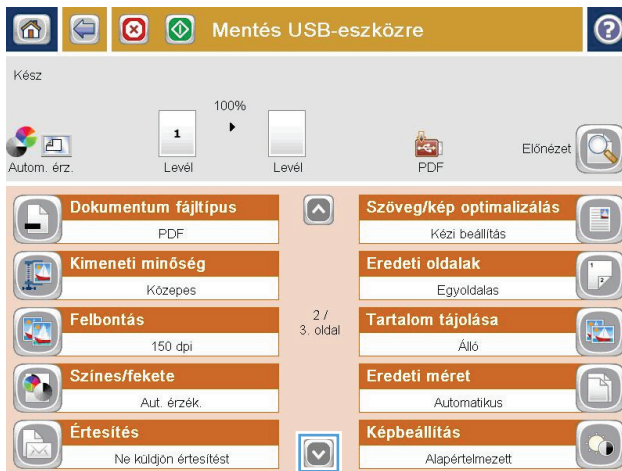 Mentés USB-eszközre
Kész
100%
1
Autom. érz.
Levél
Levél
PDF
Előnézet
Dokumentum fájltípus
PDF
Kimeneti minőség
Közepes
Felbontás
150 dpi
Színes/fekete
Aut. érzék.
Értesítés
Ne küldjön értesítést
2 /
3. oldal
Szöveg/kép optimalizálás
Kézi beállítás
Eredeti oldalak
Egyoldalas
Tartalom tájolása
Álló
Eredeti méret
Automatikus
Képbeállítás
Alapértelmezett